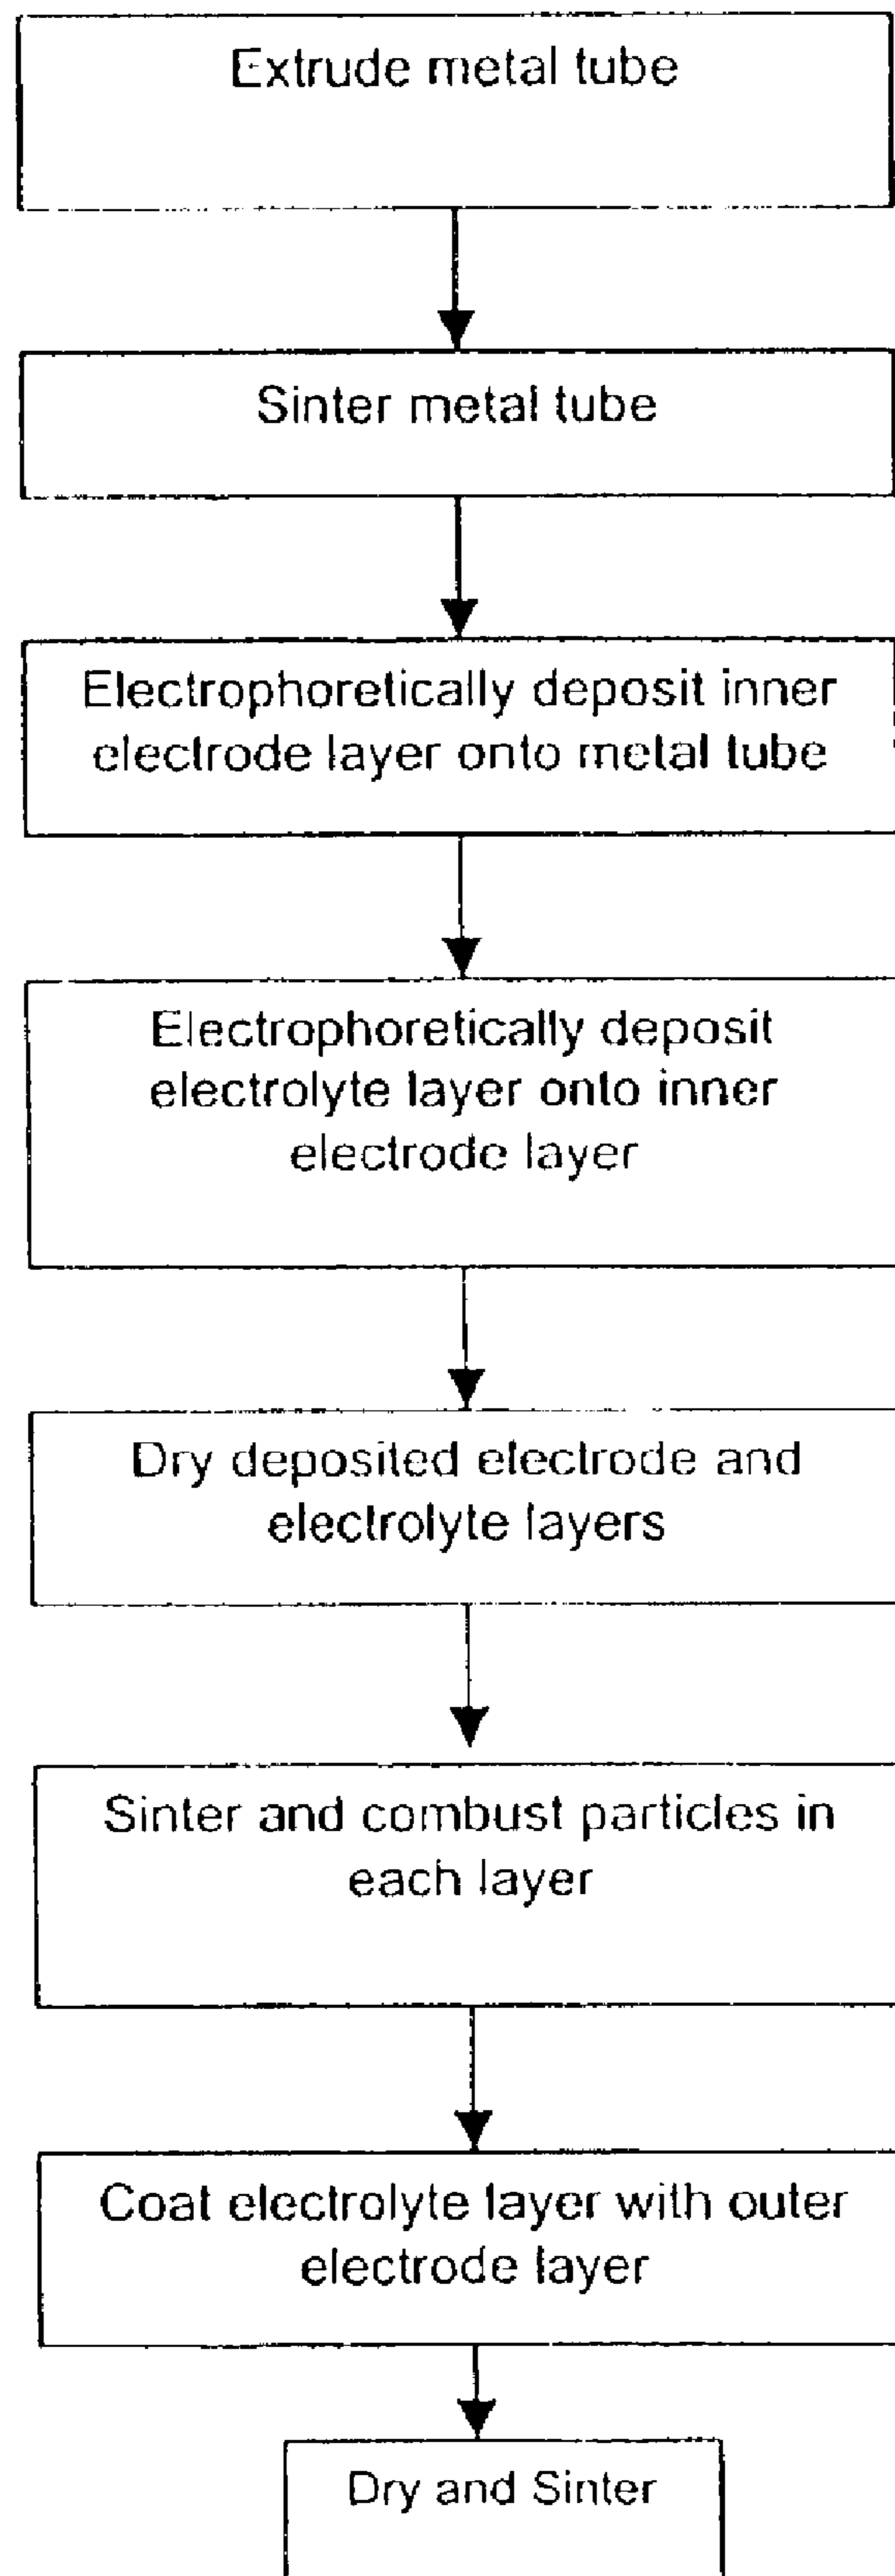 Extrude metal tube
Sinter metal tube
Electrophoretically deposit inner
electrode layer onto metal tube
Electrophoretically deposit
electrolyte layer onto inner
electrode layer
Dry deposited electrode and
electrolyte layers
Sinter and combust particles in
each layer
Coat electrolyte layer with outer
electrode layer
Dry and Sinter